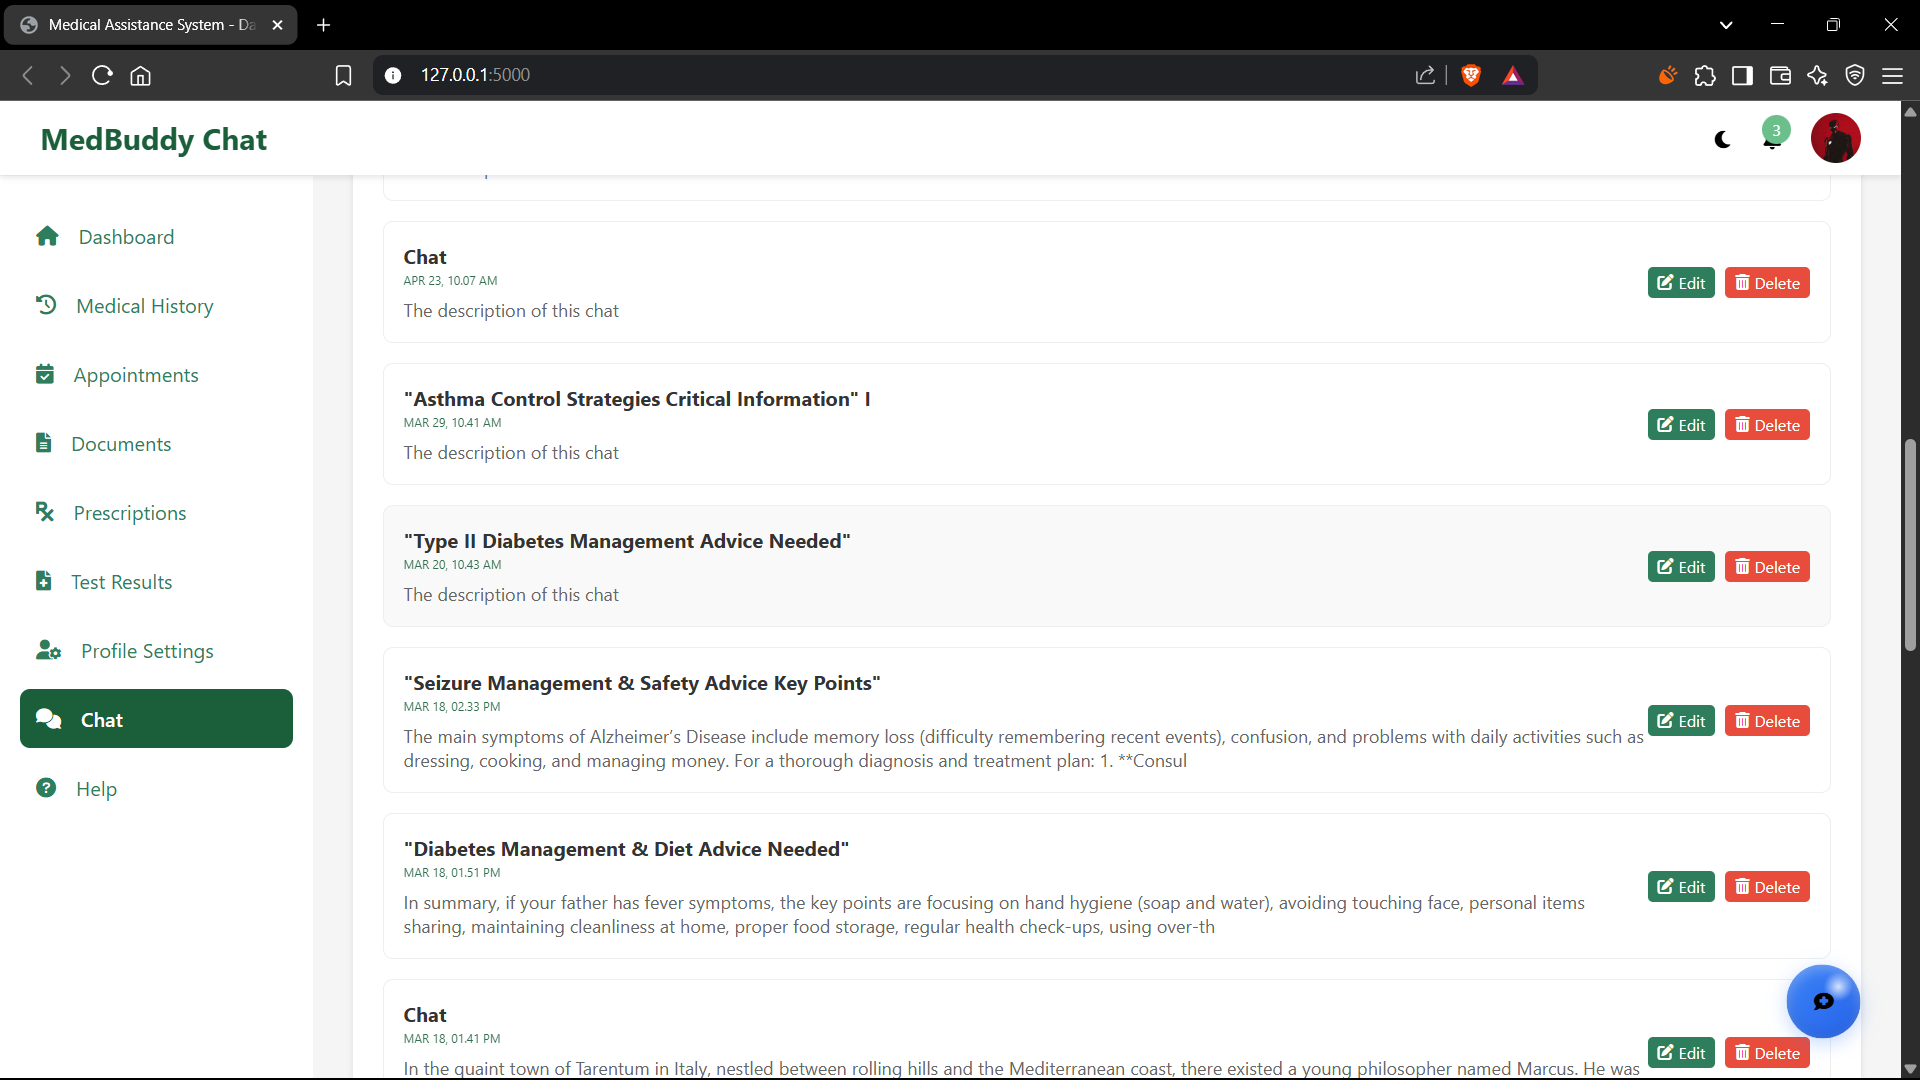 Medical Assistance System - Da
127.0.0.1:5000
MedBuddy Chat
3
Dashboard
Medical History
Appointments
Documents
Prescriptions
Test Results
Profile Settings
Chat
Help
Chat
APR 23, 10.07 AM
The description of this chat
Edit Delete
"Asthma Control Strategies Critical Information" I
MAR 29, 10.41 AM
The description of this chat
Edit Delete
"Type II Diabetes Management Advice Needed"
MAR 20, 10.43 AM
The description of this chat
Edit Delete
"Seizure Management & Safety Advice Key Points"
MAR 18, 02.33 PM
The main symptoms of Alzheimer's Disease include memory loss (difficulty remembering recent events), confusion, and problems with daily activities such as
dressing, cooking, and managing money. For a thorough diagnosis and treatment plan: 1. **Consul
Edit Delete
"Diabetes Management & Diet Advice Needed"
MAR 18, 01.51 PM
In summary, if your father has fever symptoms, the key points are focusing on hand hygiene (soap and water), avoiding touching face, personal items
sharing, maintaining cleanliness at home, proper food storage, regular health check-ups, using over-th
Edit Delete
Chat
MAR 18, 01.41 PM
In the quaint town of Tarentum in Italy, nestled between rolling hills and the Mediterranean coast, there existed a young philosopher named Marcus. He was
Edit Delete